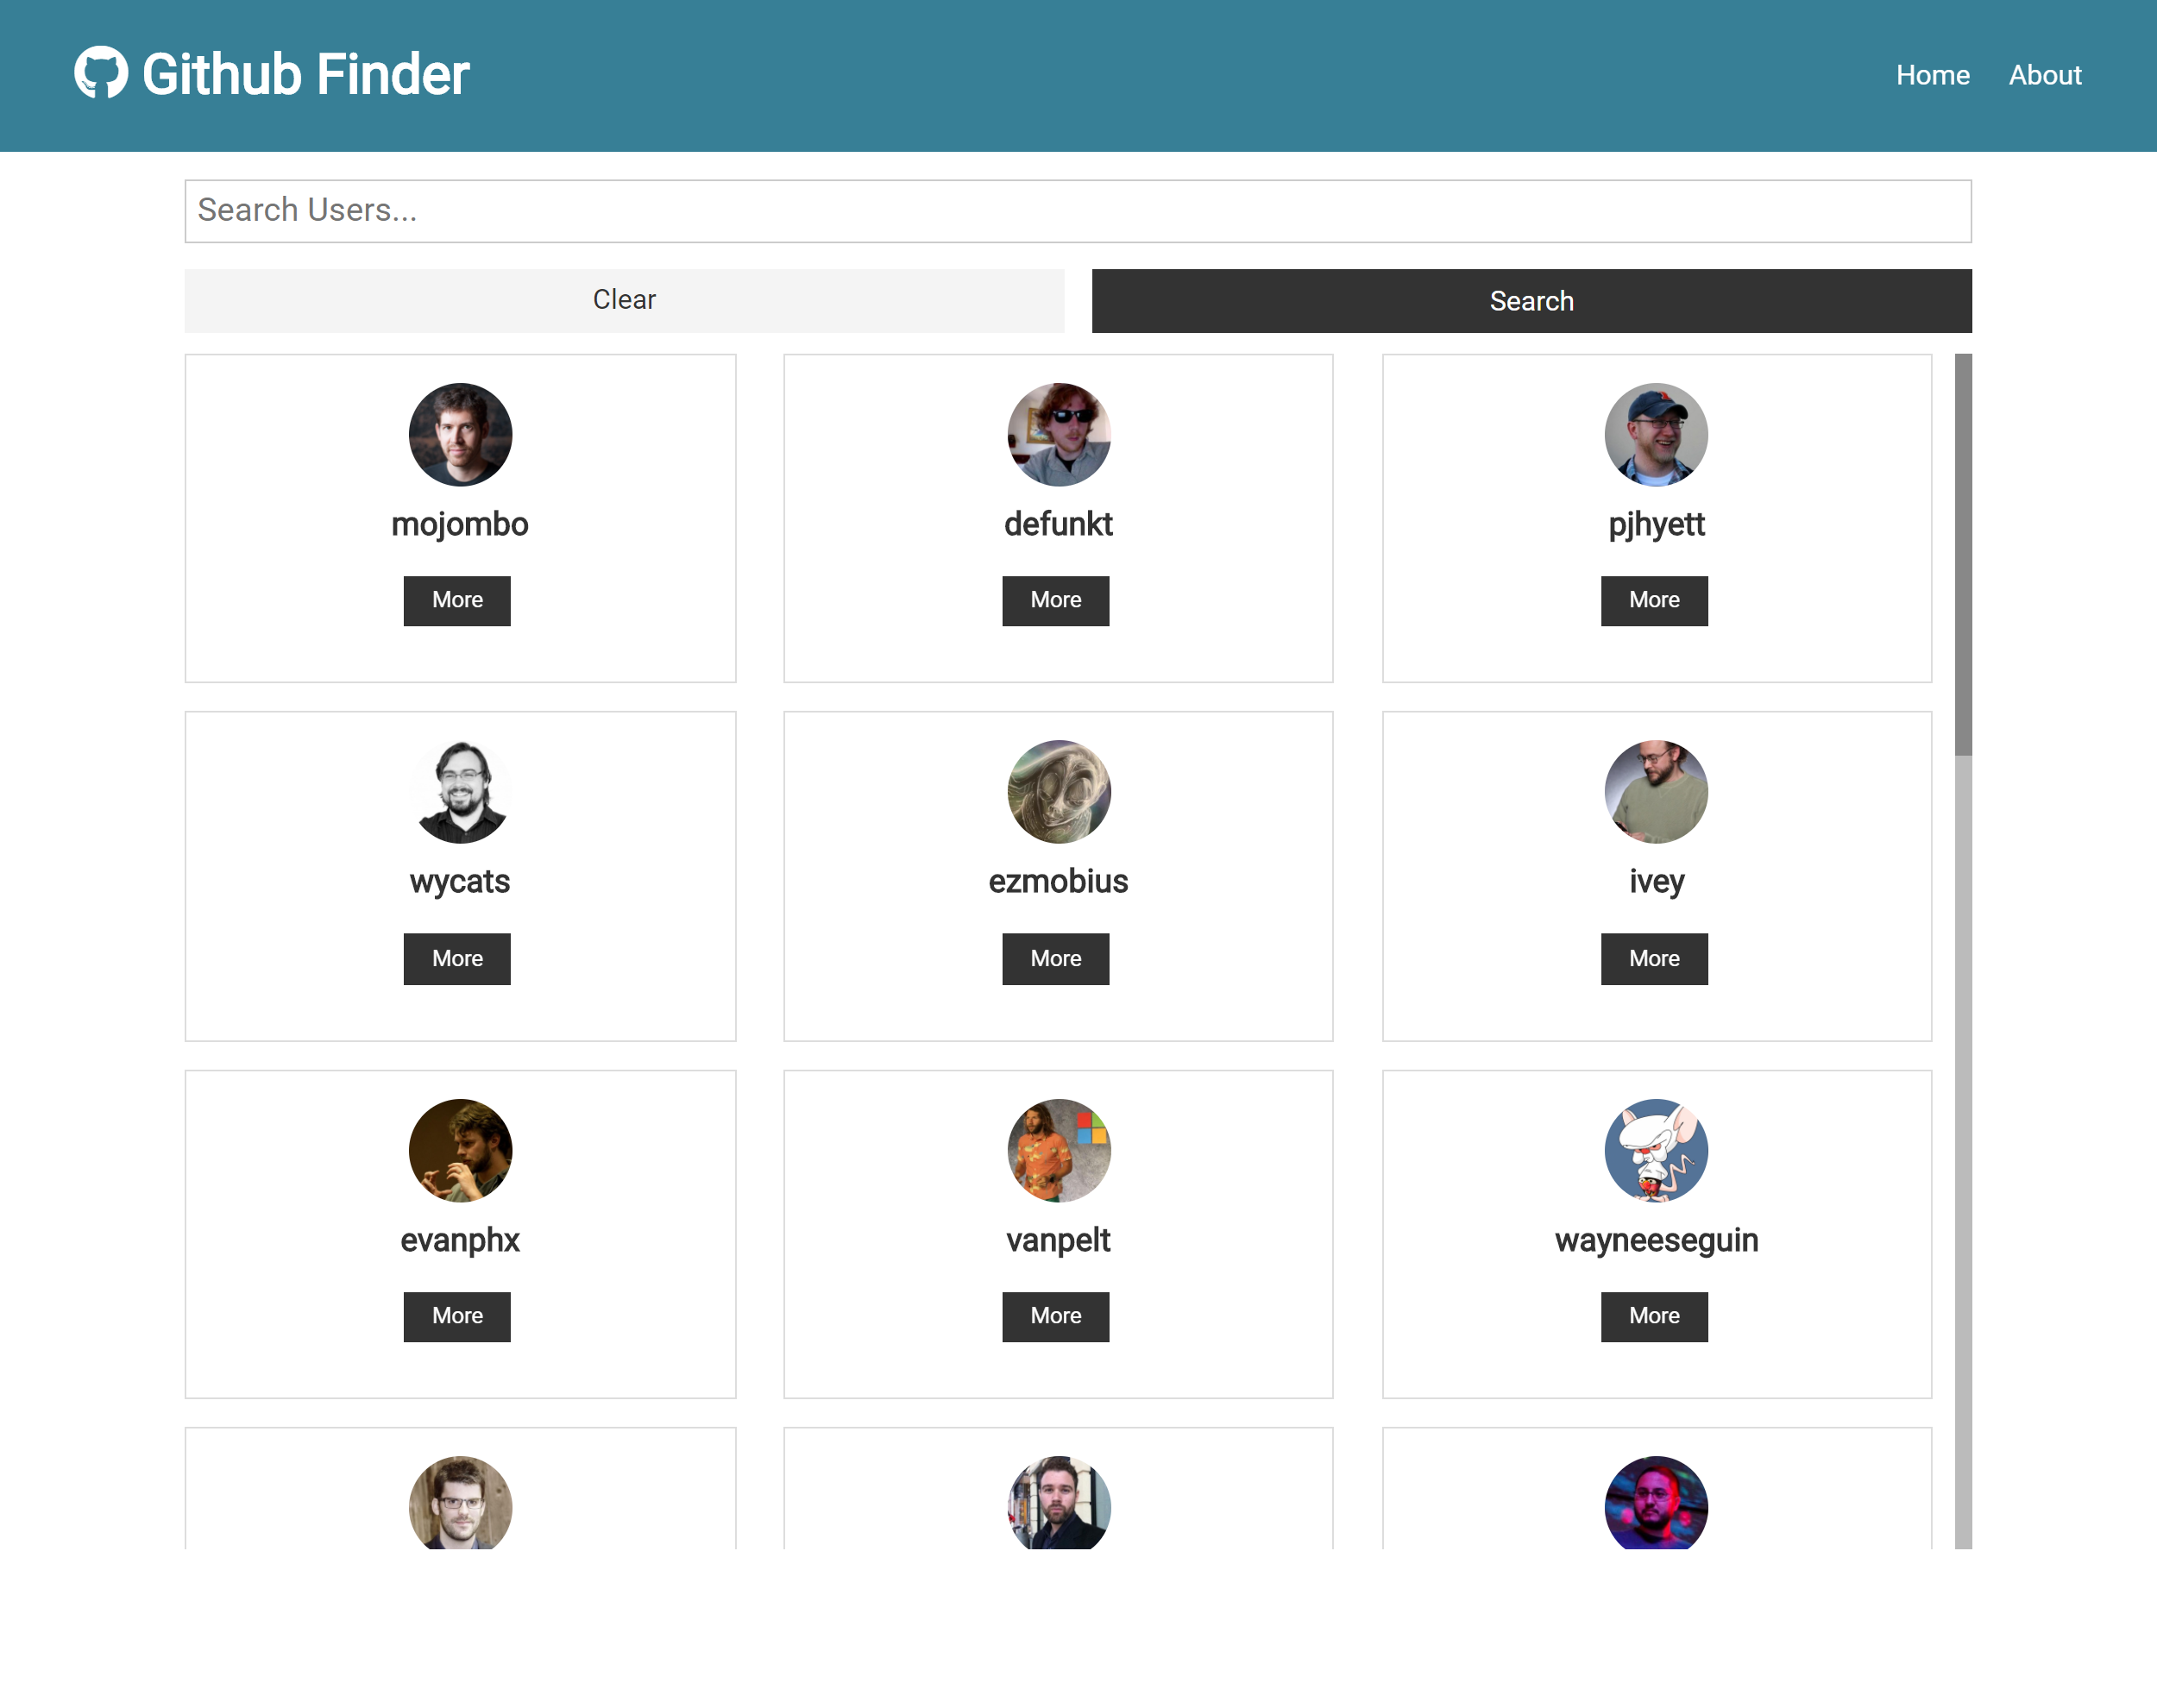 Github Finder
Home About
Search Users...
Clear Search
mojombo defunkt pjhyett
More More More
wycats ezmobius ivey
More More More
evanphx vanpelt wayneeseguin
More More More